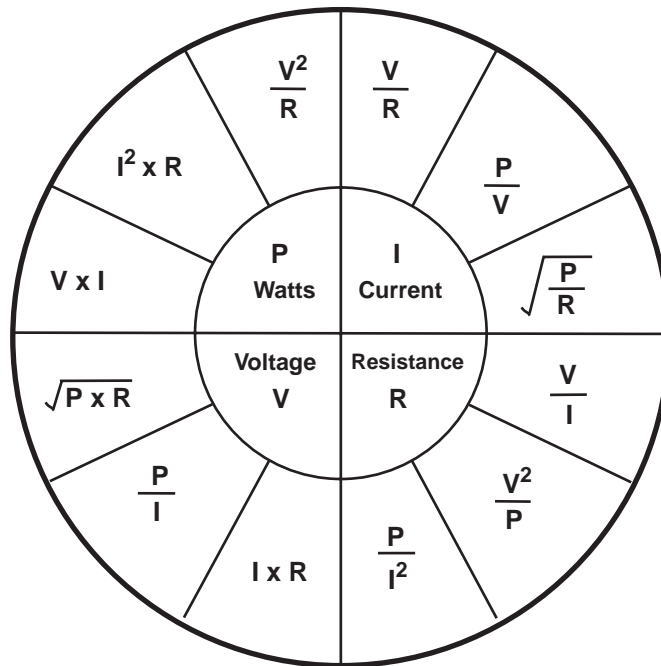 V²/R
V/R
I² x R
P/V
V x I
P
Watts
I
Current
√(P/R)
Voltage
V
Resistance
R
√(P x R)
V/I
P/I
V²/P
I x R
P/I²